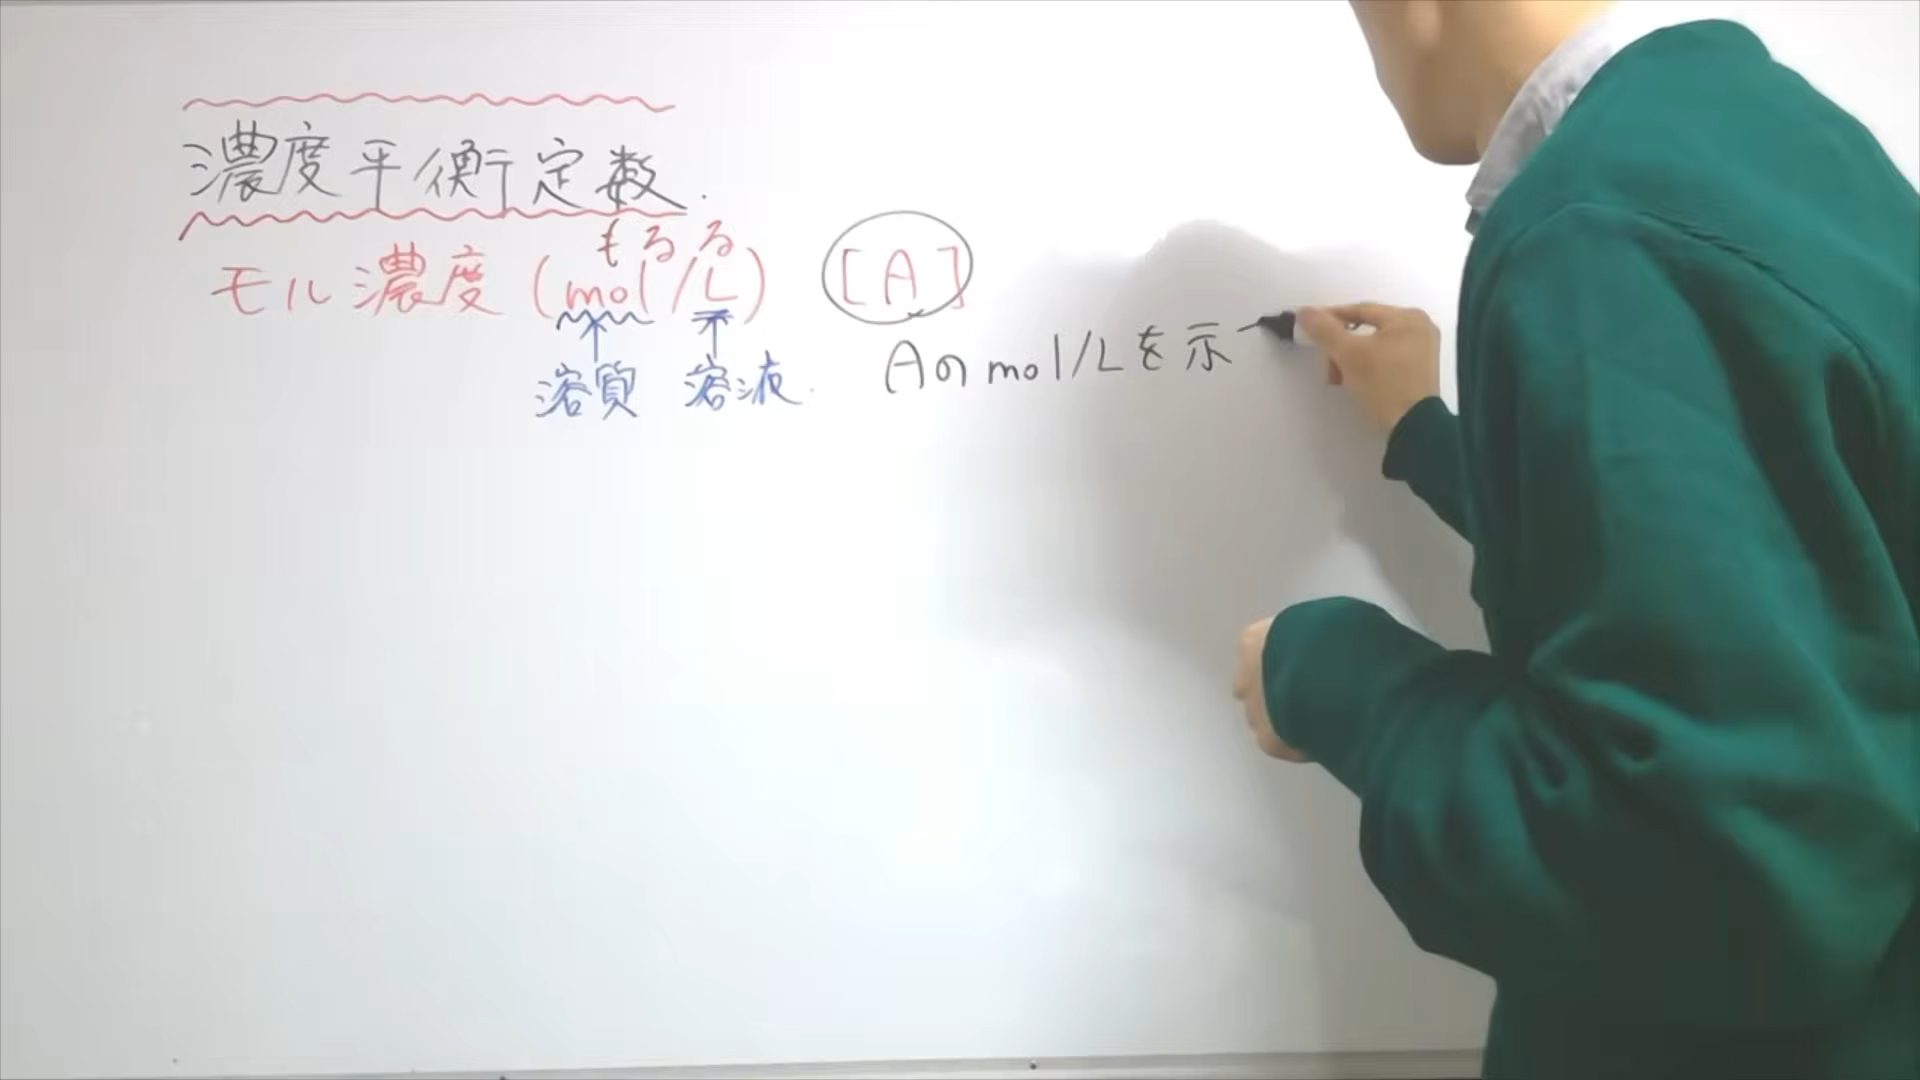 濃度平衡定数.
もるる
モル濃度 (mol/L) [A]
Aのmol/Lを示
溶質 溶液.